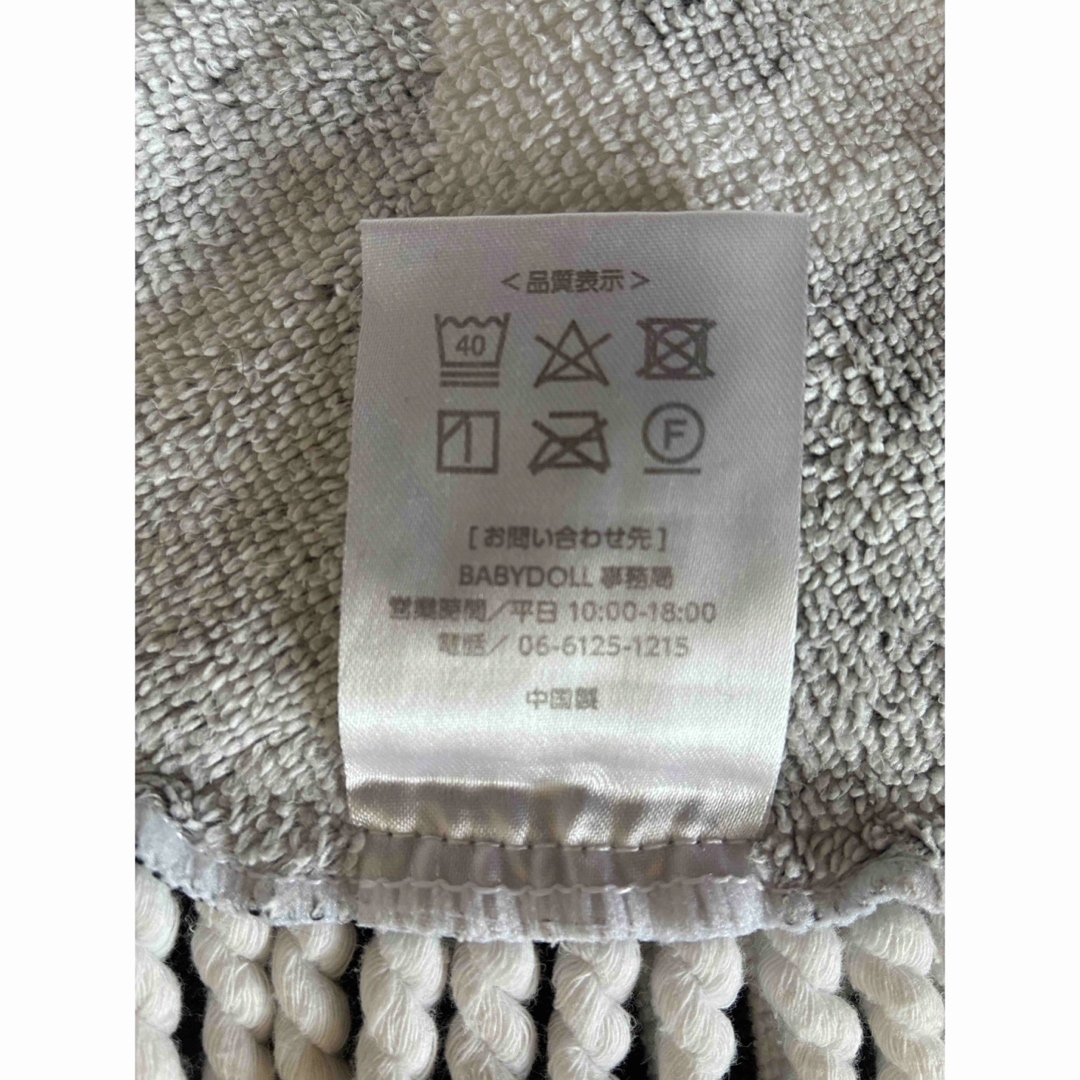 <品質表示>
40
F
[お問い合わせ先]
BABYDOLL 事務局
営業時間/平日 10:00-18:00
電話/ 06-6125-1215
中国製